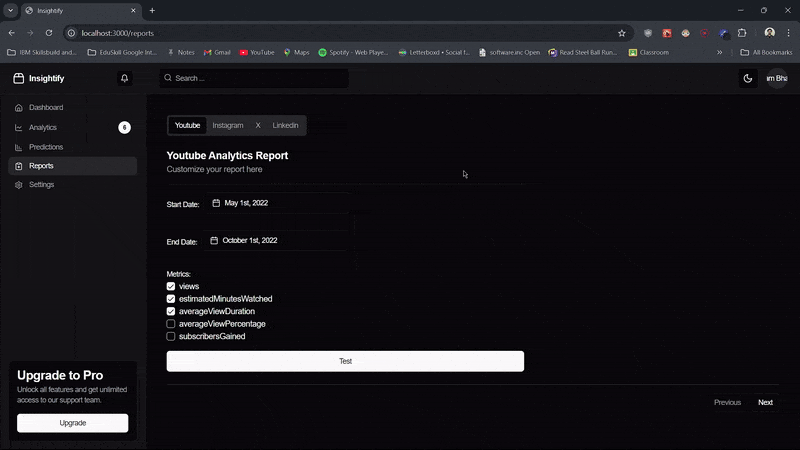 Insightify
localhost:3000/reports
IBM Skillsbuild and...
EduSkill Google Int...
Notes
Gmail
YouTube
Maps
Spotify - Web Playe...
Letterboxd • Social f...
software.inc Open
Read Steel Ball Run...
Classroom
All Bookmarks
Insightify
Search ...
m Bha
Dashboard
Analytics
6
Predictions
Reports
Settings
Youtube
Instagram
X
Linkedin
Youtube Analytics Report
Customize your report here
Start Date:
May 1st, 2022
End Date:
October 1st, 2022
Metrics:
views
estimatedMinutesWatched
averageViewDuration
averageViewPercentage
subscribersGained
Test
Previous
Next
Upgrade to Pro
Unlock all features and get unlimited
access to our support team.
Upgrade